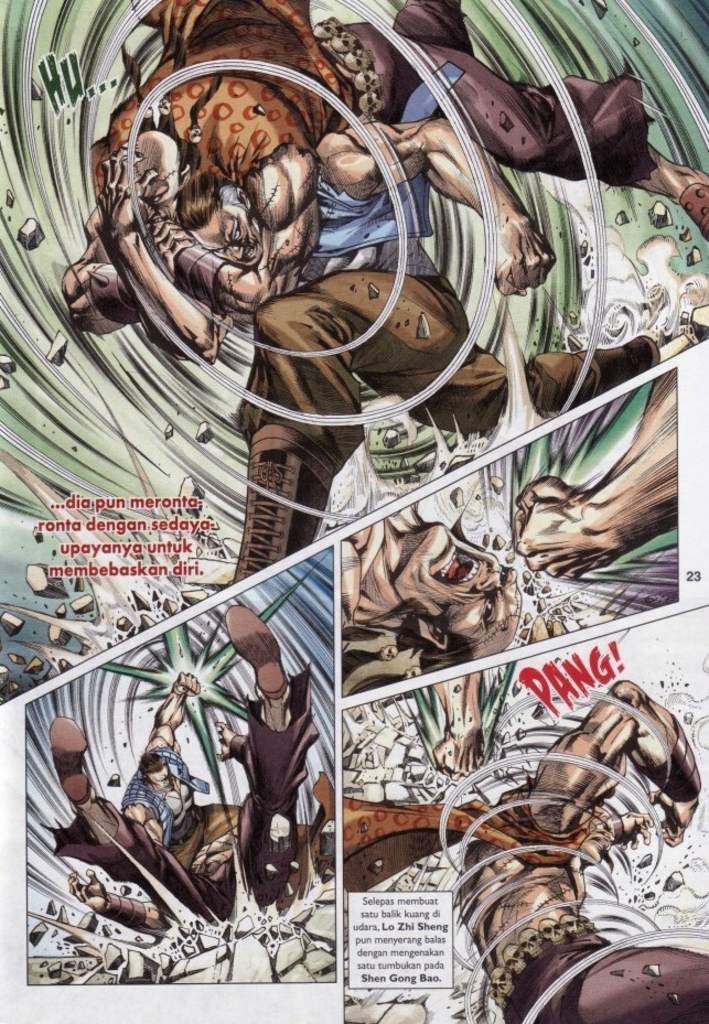 HU...
...dia pun meronta-
ronta dengan sedaya-
upayanya untuk
membebaskan diri.
23
PANG!
Selepas membuat
satu balik kuang di
udara, Lo Zhi Sheng
pun menyerang balas
dengan mengenakan
satu tumbukan pada
Shen Gong Bao.